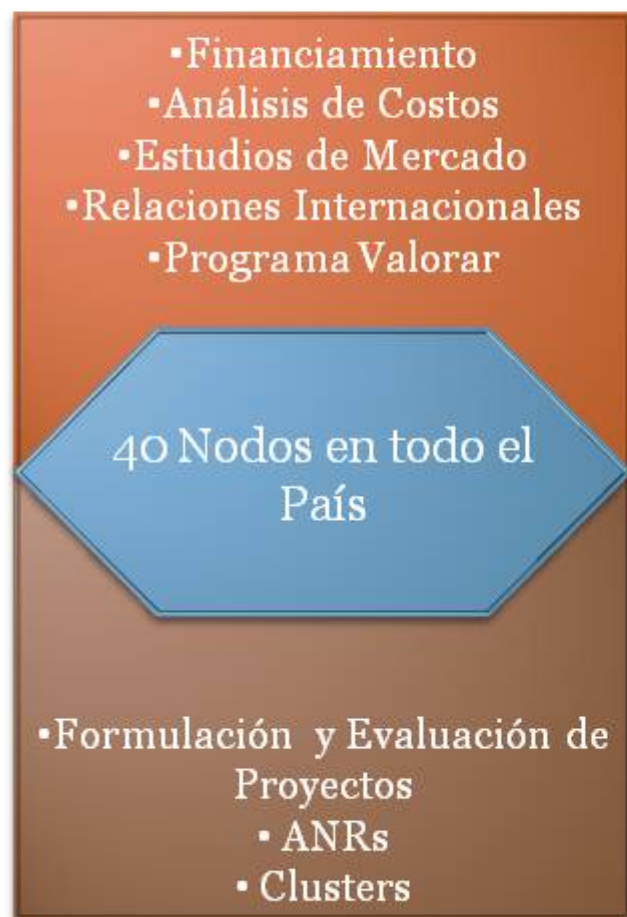 ▪Financiamiento
▪Análisis de Costos
▪Estudios de Mercado
▪Relaciones Internacionales
▪Programa Valorar
40 Nodos en todo el
País
▪Formulación y Evaluación de
Proyectos
▪ ANRs
▪ Clusters